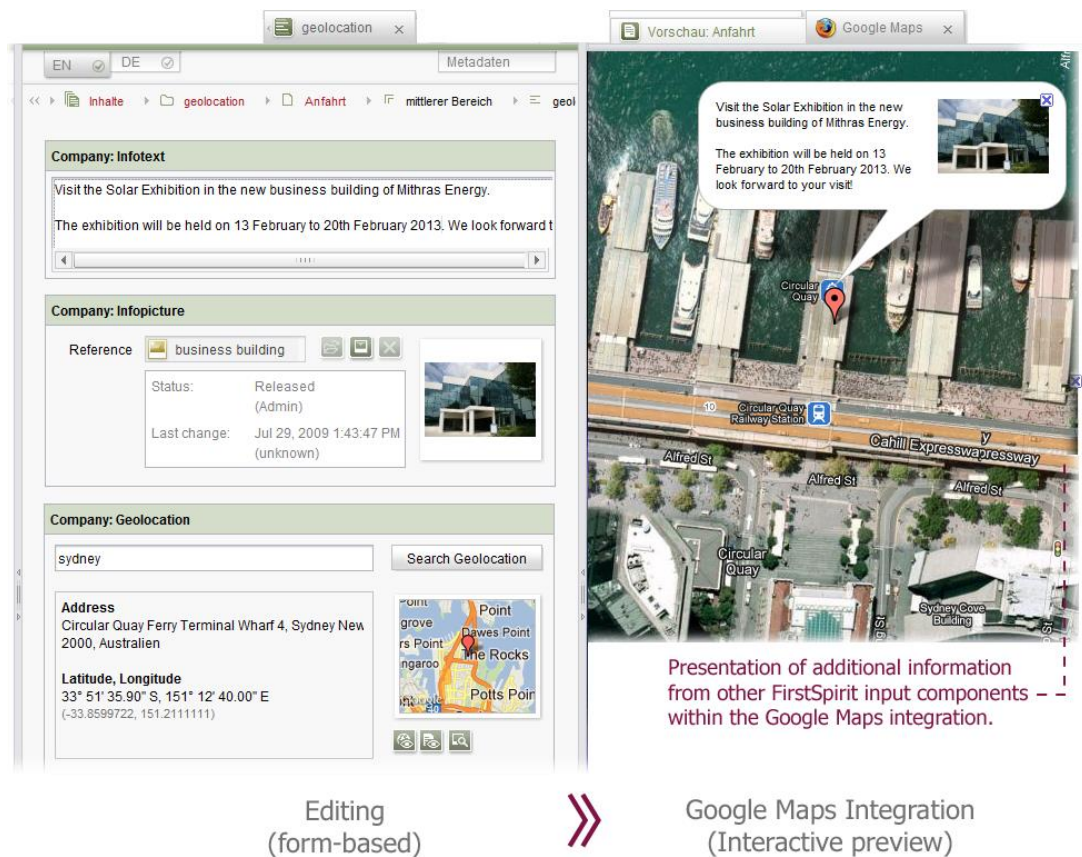 geolocation
EN
DE
Metadaten
Inhalte
geolocation
Anfahrt
mittlerer Bereich
Company: Infotext
Visit the Solar Exhibition in the new business building of Mithras Energy.
The exhibition will be held on 13 February to 20th February 2013. We look forward t
Company: Infopicture
Reference
business building
Status:
Released
(Admin)
Last change:
Jul 29, 2009 1:43:47 PM
(unknown)
Company: Geolocation
sydney
Search Geolocation
Address
Circular Quay Ferry Terminal Wharf 4, Sydney New
2000, Australien
Latitude, Longitude
33° 51' 35.90" S, 151° 12' 40.00" E
(-33.8599722, 151.2111111)
Point
Point
grove
Dawes Point
rs Point
The Rocks
ngaroo
Potts Poin
Vorschau: Anfahrt
Google Maps
Visit the Solar Exhibition in the new
business building of Mithras Energy.
The exhibition will be held on 13
February to 20th February 2013. We
look forward to your visit!
Circular
Quay
10
Circular Quay
Railway Station
Cahill Expresswa
pressway
Alfred St
Alfred St
Alfred St
Circular
Quay
Sydney Cove
Building
Presentation of additional information
from other FirstSpirit input components
within the Google Maps integration.
Editing
(form-based)
Google Maps Integration
(Interactive preview)